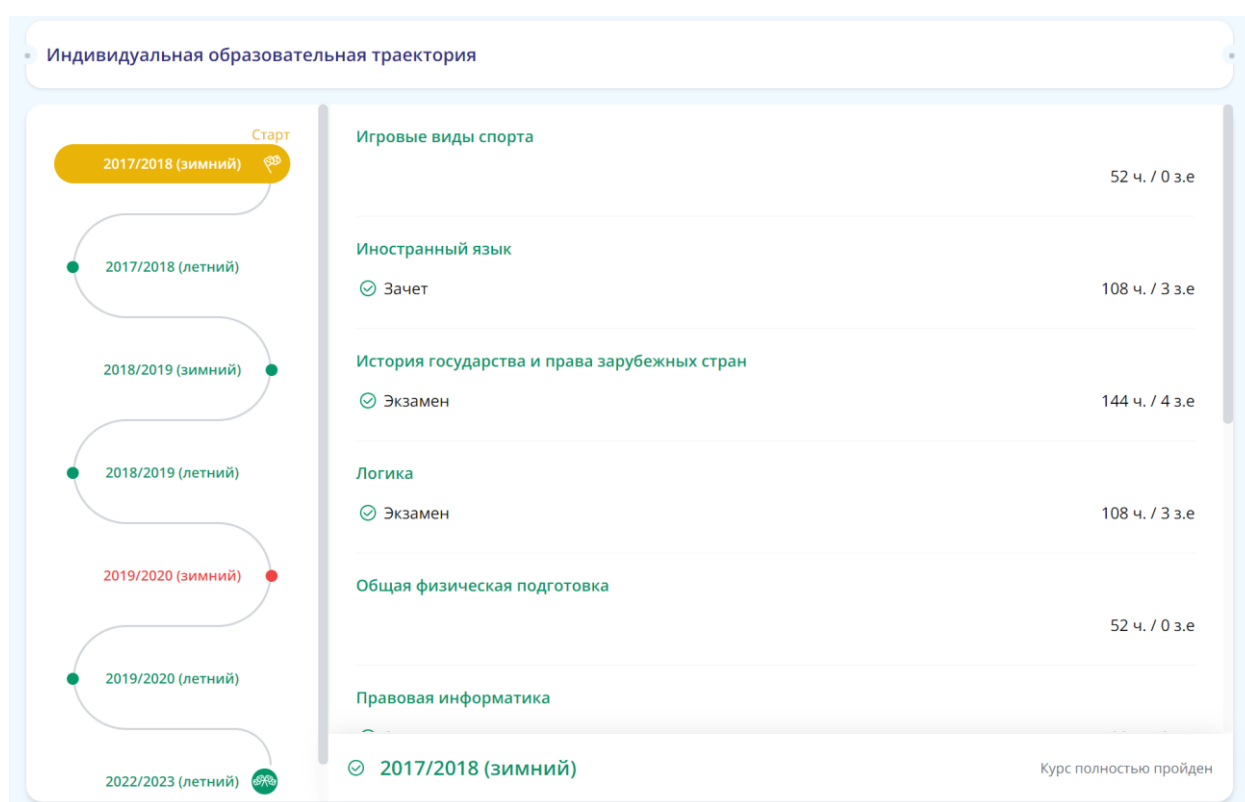 Индивидуальная образовательная траектория
Старт
2017/2018 (зимний)
2017/2018 (летний)
2018/2019 (зимний)
2018/2019 (летний)
2019/2020 (зимний)
2019/2020 (летний)
2022/2023 (летний)
Игровые виды спорта
52 ч. / 0 з.е
Иностранный язык
Зачет 108 ч. / 3 з.е
История государства и права зарубежных стран
Экзамен 144 ч. / 4 з.е
Логика
Экзамен 108 ч. / 3 з.е
Общая физическая подготовка
52 ч. / 0 з.е
Правовая информатика
2017/2018 (зимний) Курс полностью пройден